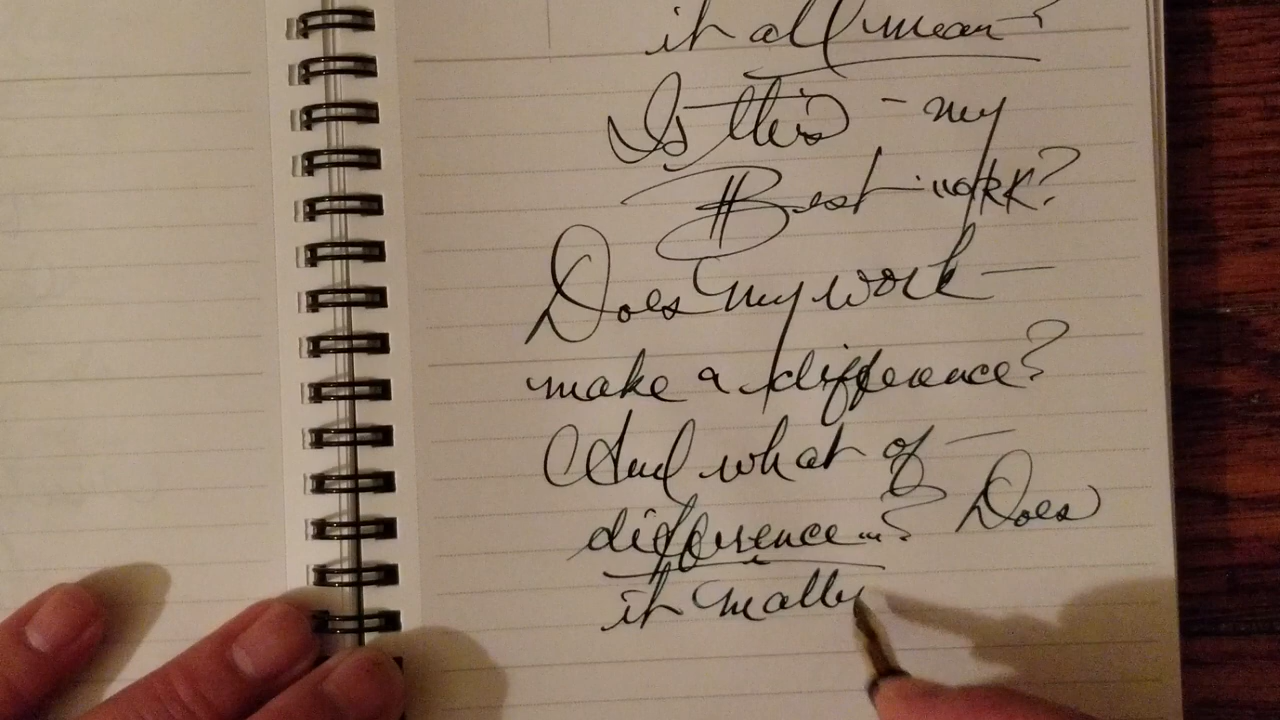 it all mean?
Is this - my
Best work?
Does my work -
make a difference?
And what of -
difference...? Does
it really